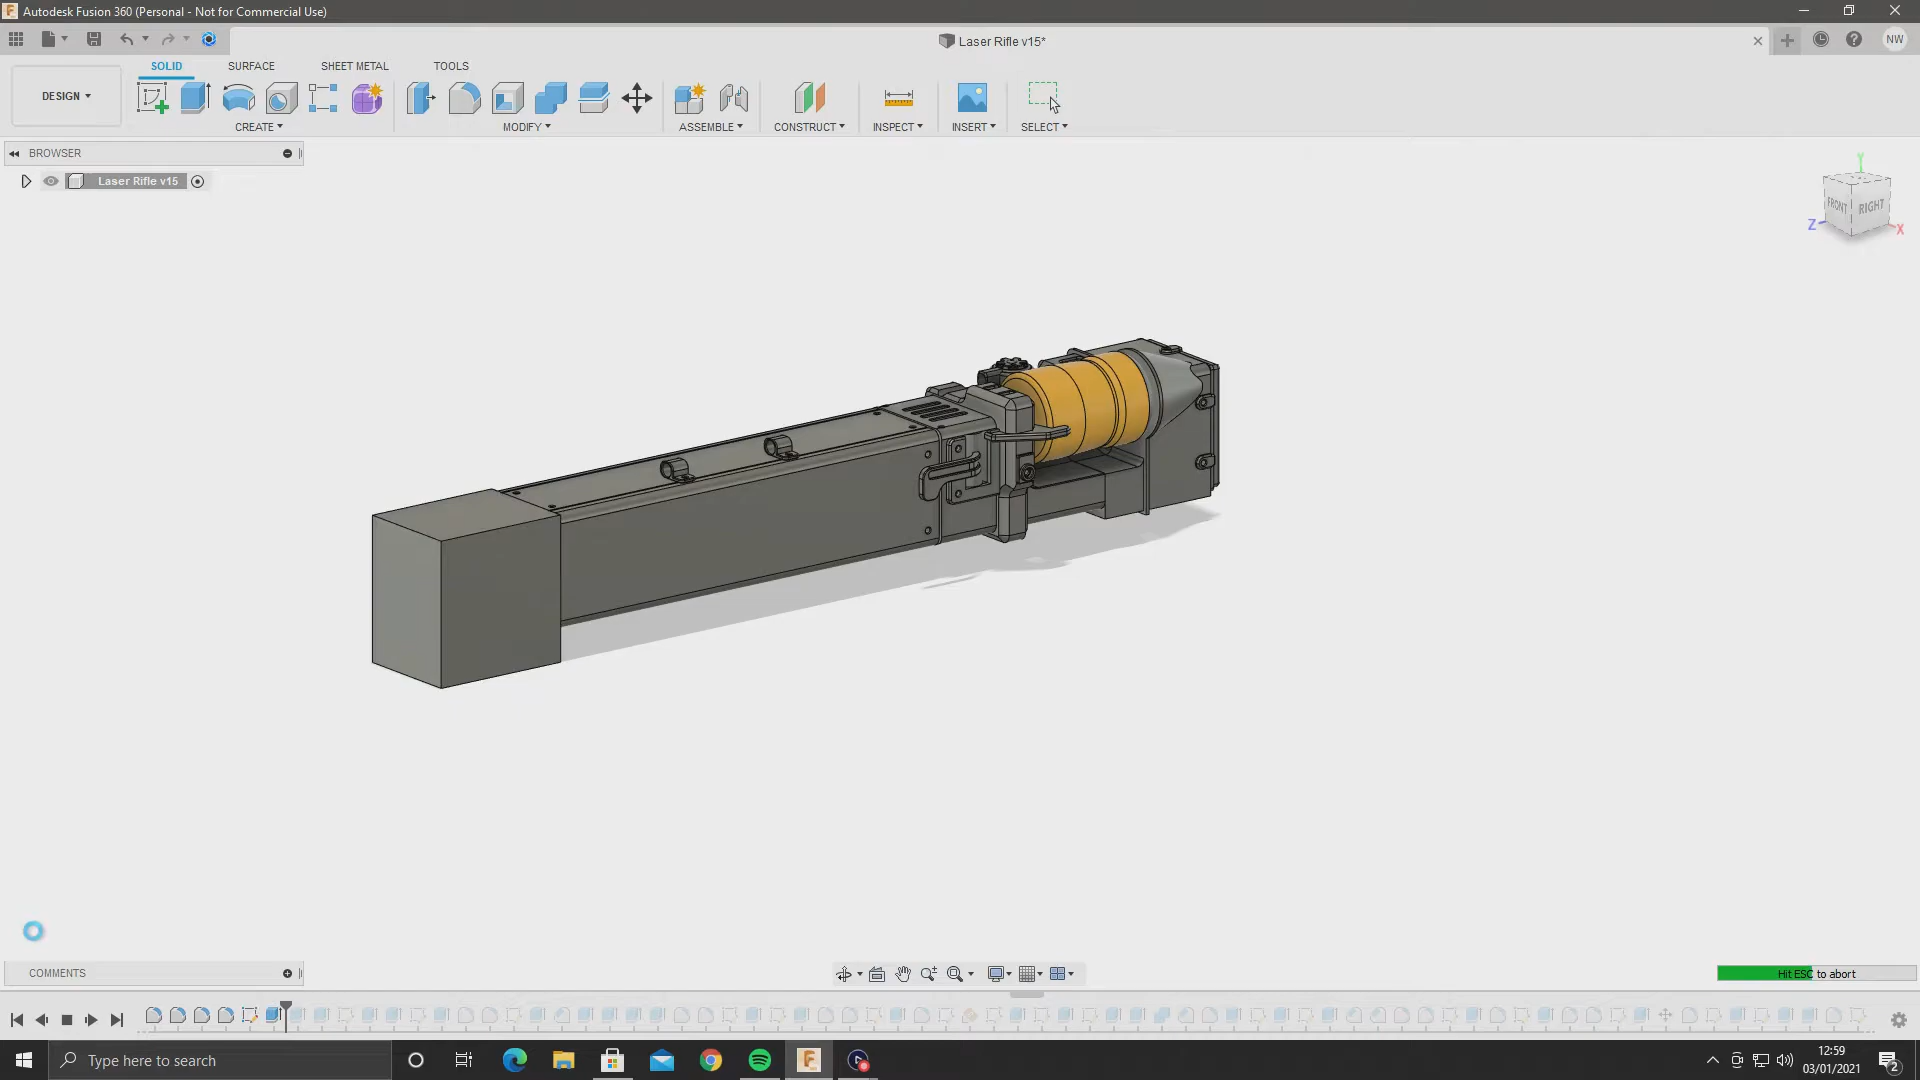 Autodesk Fusion 360 (Personal - Not for Commercial Use)
Laser Rifle v15*
NW
SOLID SURFACE SHEET METAL TOOLS
DESIGN
CREATE MODIFY ASSEMBLE CONSTRUCT INSPECT INSERT SELECT
BROWSER
Laser Rifle v15
Y
FRONT RIGHT
Z X
COMMENTS
Hit ESC to abort
Type here to search
12:59
03/01/2021
2